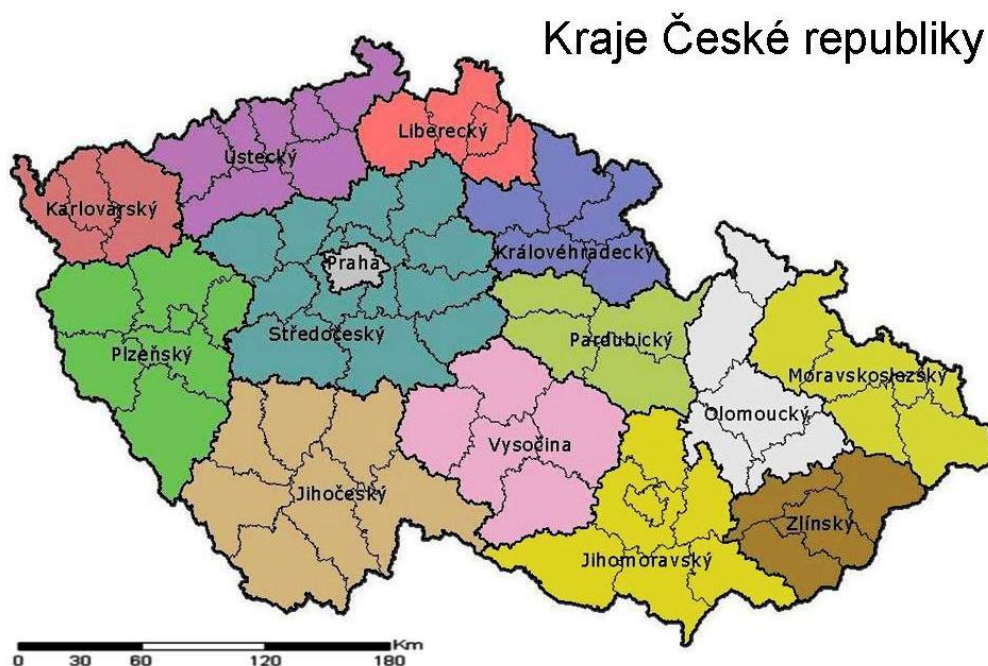 Kraje České republiky
Liberecký
Ústecký
Karlovarský
Královéhradecký
Praha
Středočeský
Pardubický
Plzeňský
Moravskoslezský
Olomoucký
Vysočina
Jihočeský
Zlínský
Jihomoravský
Km
0 30 60 120 180